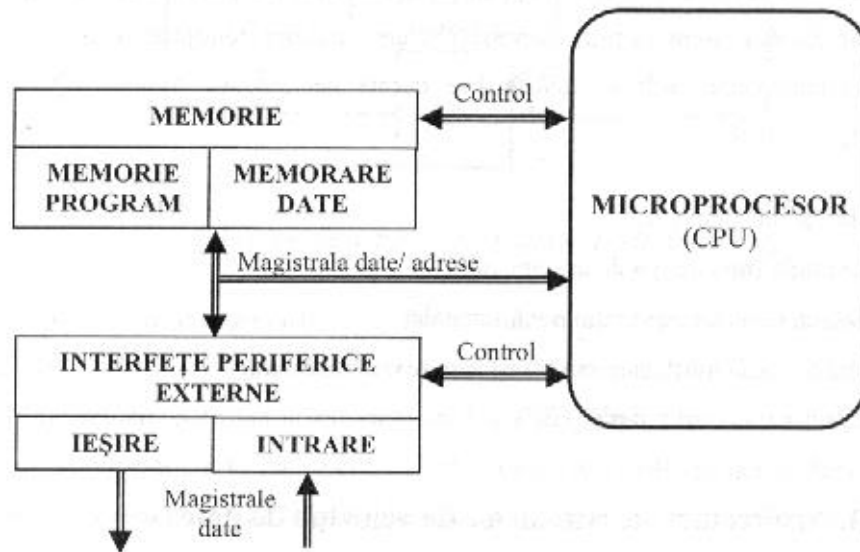 Control
MEMORIE
MEMORIE
PROGRAM
MEMORARE
DATE
MICROPROCESOR
(CPU)
Magistrala date/ adrese
INTERFEȚE PERIFERICE
EXTERNE
Control
IEȘIRE
INTRARE
Magistrale
date